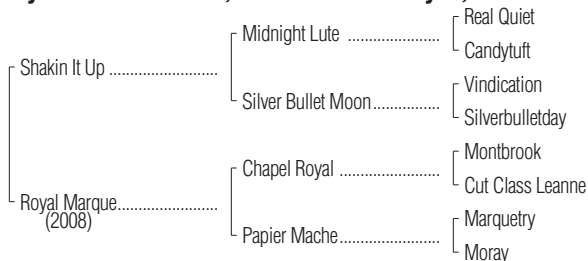 Real Quiet
Midnight Lute ......................
Candytuft
Shakin It Up .........................
Vindication
Silver Bullet Moon................
Silverbulletday
Montbrook
Chapel Royal ........................
Cut Class Leanne
Royal Marque.......................
(2008)
Marquetry
Papier Mache.......................
Moray